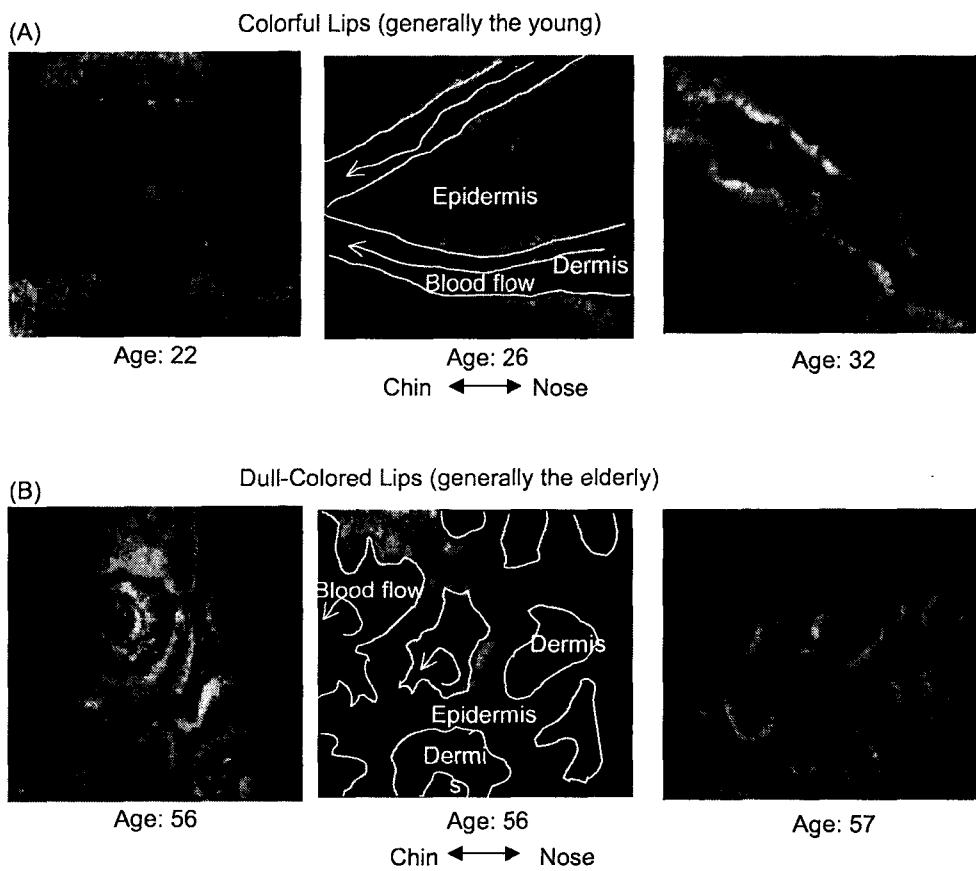 (A)
Colorful Lips (generally the young)
Epidermis
Dermis
Blood flow
Age: 22
Age: 26
Age: 32
Chin
Nose
(B)
Dull-Colored Lips (generally the elderly)
Blood flow
Dermis
Epidermis
Dermi
s
Age: 56
Age: 56
Age: 57
Chin
Nose